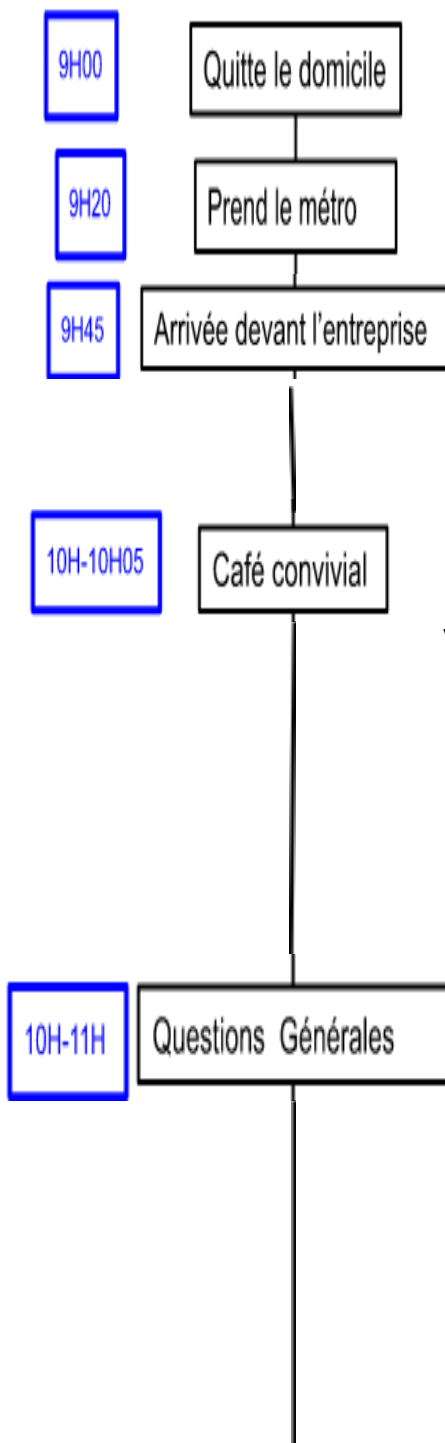 9H00 Quitte le domicile
9H20 Prend le métro
9H45 Arrivée devant l'entreprise
10H-10H05 Café convivial
10H-11H Questions Générales